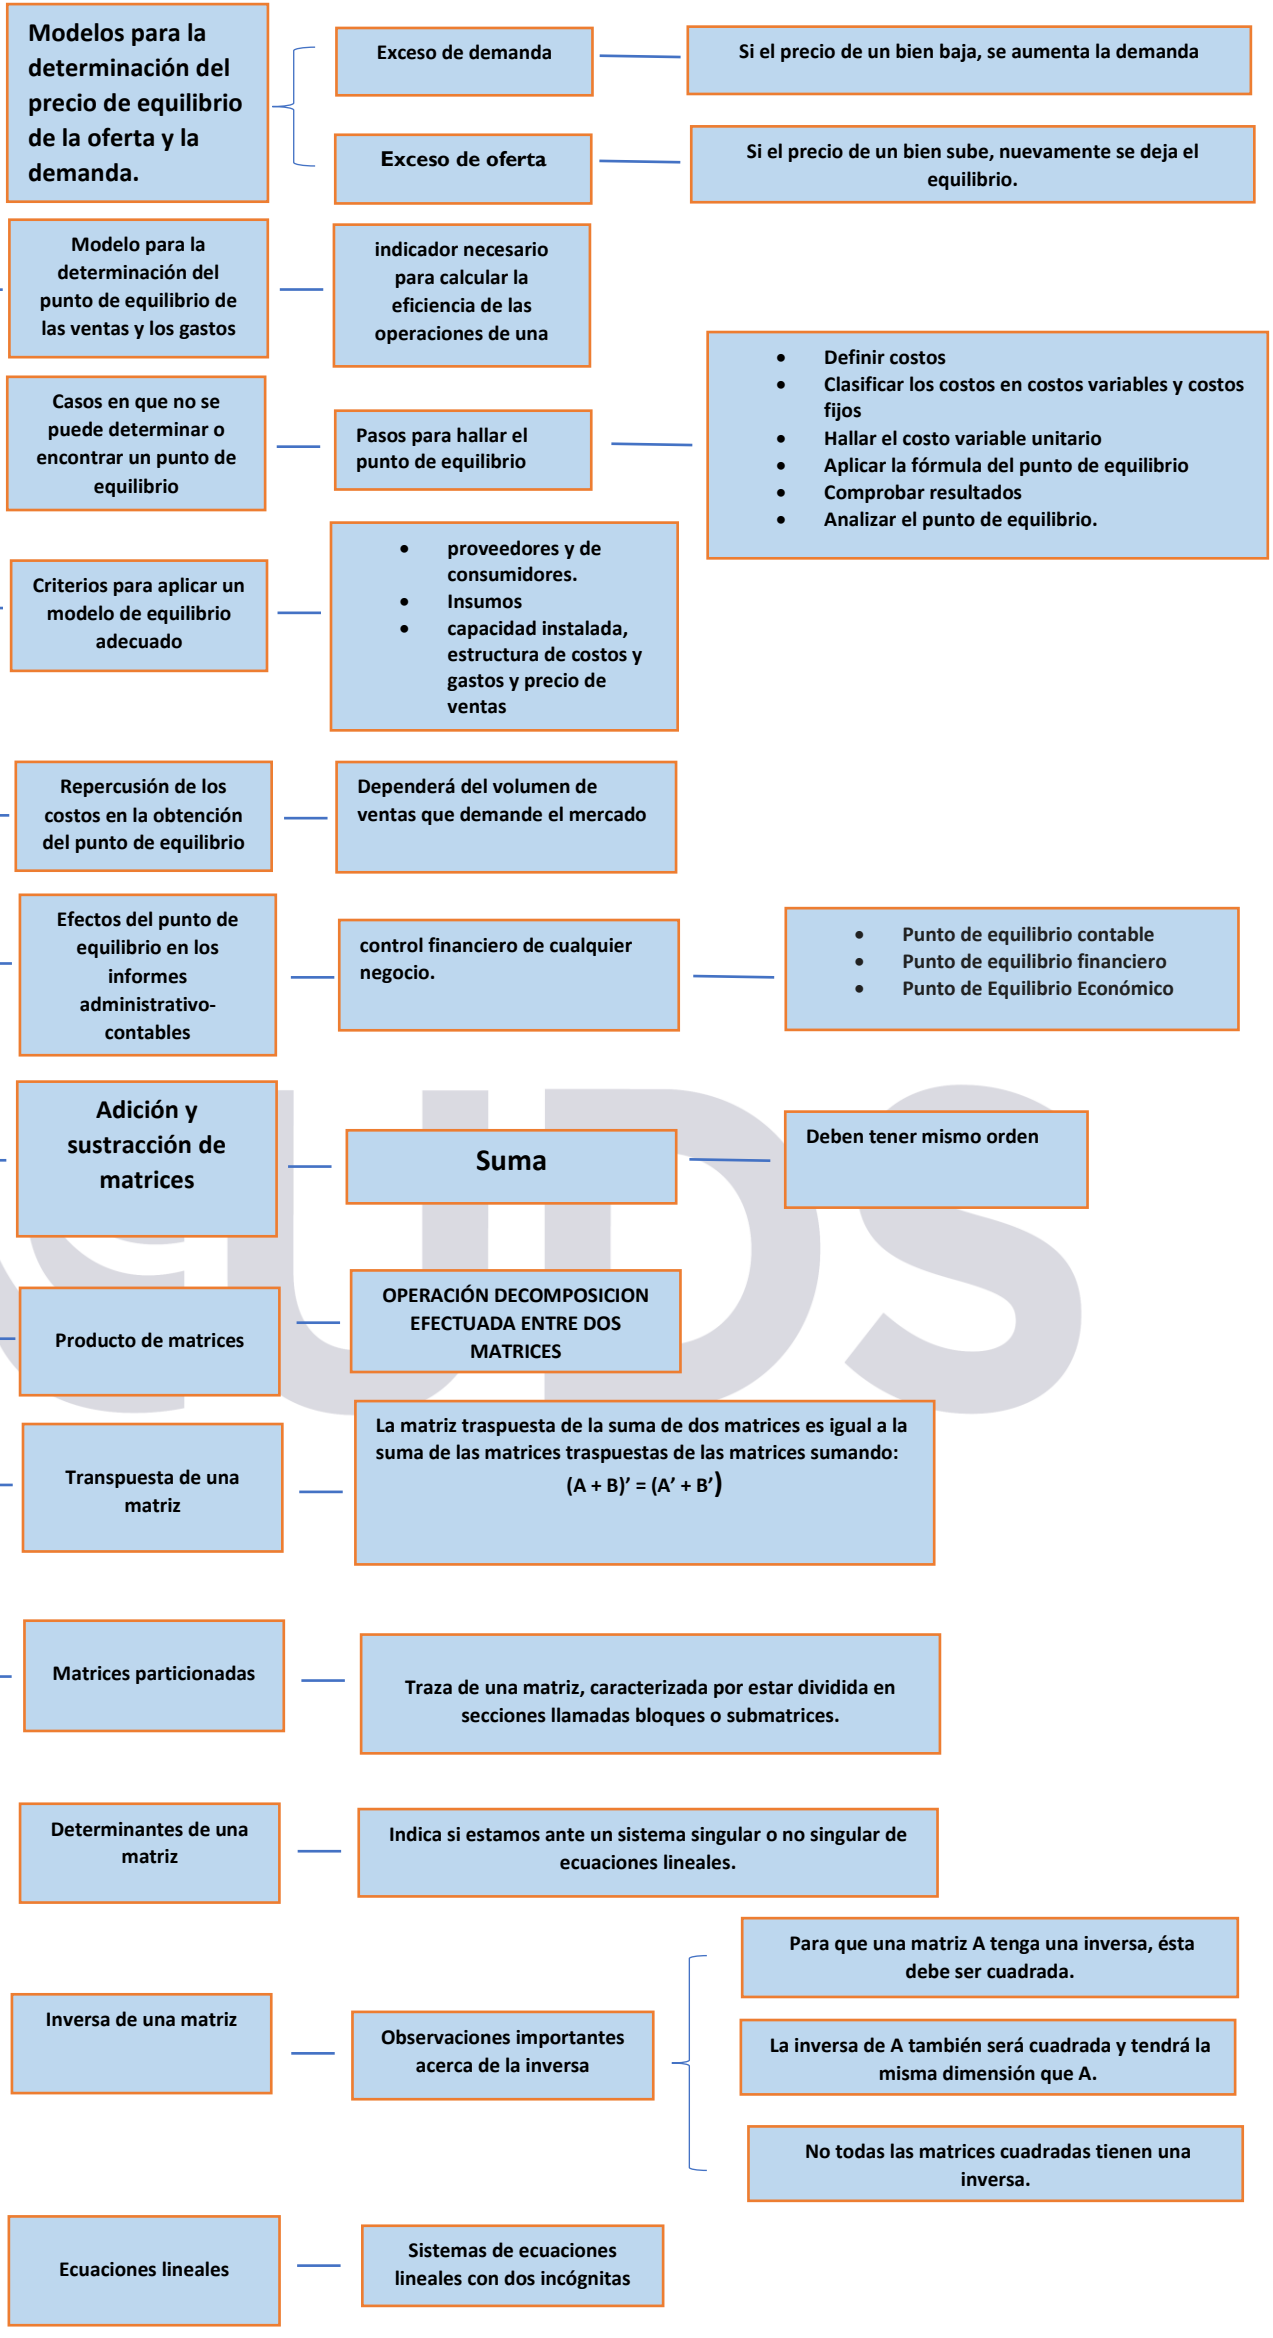 Modelos para la
determinación del
precio de equilibrio
de la oferta y la
demanda.
Exceso de demanda
Si el precio de un bien baja, se aumenta la demanda
Exceso de oferta
Si el precio de un bien sube, nuevamente se deja el
equilibrio.
Modelo para la
determinación del
punto de equilibrio de
las ventas y los gastos
indicador necesario
para calcular la
eficiencia de las
operaciones de una
Casos en que no se
puede determinar o
encontrar un punto de
equilibrio
Pasos para hallar el
punto de equilibrio
• Definir costos
• Clasificar los costos en costos variables y costos
fijos
• Hallar el costo variable unitario
• Aplicar la fórmula del punto de equilibrio
• Comprobar resultados
• Analizar el punto de equilibrio.
Criterios para aplicar un
modelo de equilibrio
adecuado
• proveedores y de
consumidores.
• Insumos
• capacidad instalada,
estructura de costos y
gastos y precio de
ventas
Repercusión de los
costos en la obtención
del punto de equilibrio
Dependerá del volumen de
ventas que demande el mercado
Efectos del punto de
equilibrio en los
informes
administrativo-
contables
control financiero de cualquier
negocio.
• Punto de equilibrio contable
• Punto de equilibrio financiero
• Punto de Equilibrio Económico
Adición y
sustracción de
matrices
Suma
Deben tener mismo orden
UDS
Producto de matrices
OPERACIÓN DECOMPOSICION
EFECTUADA ENTRE DOS
MATRICES
Transpuesta de una
matriz
La matriz traspuesta de la suma de dos matrices es igual a la
suma de las matrices traspuestas de las matrices sumando:
(A + B)’ = (A’ + B’)
Matrices particionadas
Traza de una matriz, caracterizada por estar dividida en
secciones llamadas bloques o submatrices.
Determinantes de una
matriz
Indica si estamos ante un sistema singular o no singular de
ecuaciones lineales.
Inversa de una matriz
Observaciones importantes
acerca de la inversa
Para que una matriz A tenga una inversa, ésta
debe ser cuadrada.
La inversa de A también será cuadrada y tendrá la
misma dimensión que A.
No todas las matrices cuadradas tienen una
inversa.
Ecuaciones lineales
Sistemas de ecuaciones
lineales con dos incógnitas